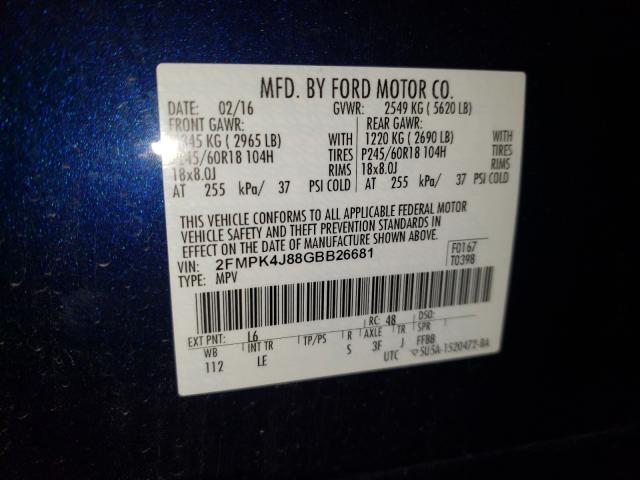 MFD. BY FORD MOTOR CO.
DATE: 02/16 GVWR: 2549 KG ( 5620 LB)
FRONT GAWR: REAR GAWR:
1345 KG ( 2965 LB) WITH 1220 KG ( 2690 LB) WITH
P245/60R18 104H TIRES P245/60R18 104H TIRES
18x8.0J RIMS 18x8.0J RIMS
AT 255 kPa/ 37 PSI COLD AT 255 kPa/ 37 PSI COLD
THIS VEHICLE CONFORMS TO ALL APPLICABLE FEDERAL MOTOR
VEHICLE SAFETY AND THEFT PREVENTION STANDARDS IN
EFFECT ON THE DATE OF MANUFACTURE SHOWN ABOVE.
VIN: 2FMPK4J88GBB26681 F0167
TYPE: MPV T0398
EXT PNT: L6 RC: 48 DSO:
WB INT TR TP/PS R AXLE TR SPR
112 LE S 3F J FFBB
UTC 5U5A-1520472-BA